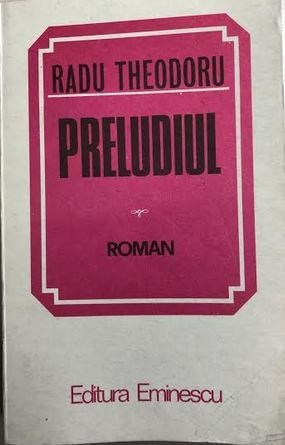 RADU THEODORU
PRELUDIUL
ROMAN
Editura Eminescu